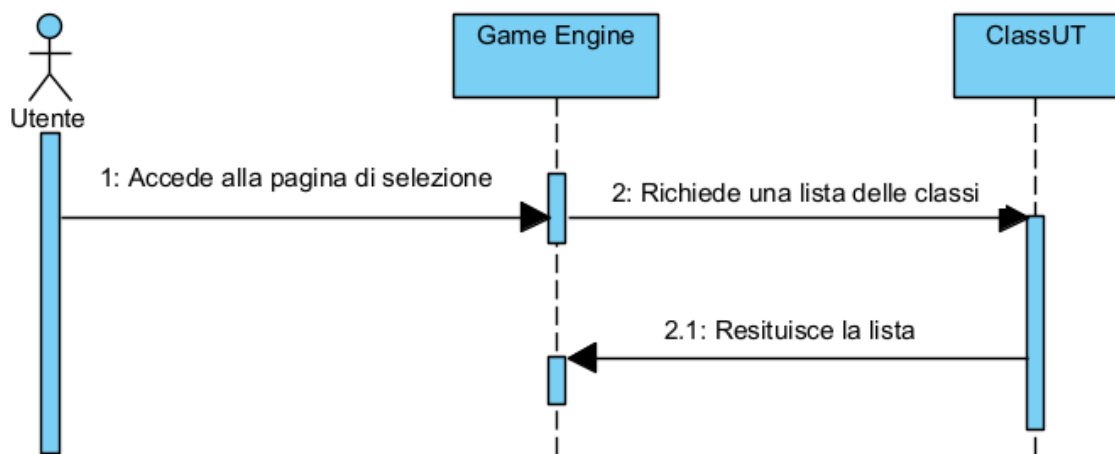 Game Engine
ClassUT
Utente
1: Accede alla pagina di selezione
2: Richiede una lista delle classi
2.1: Resituisce la lista